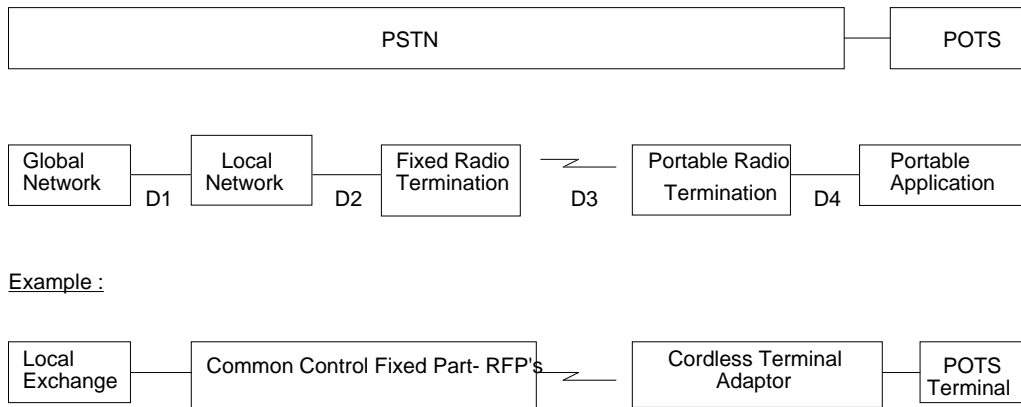 PSTN
POTS
Global
Network
Local
Network
Fixed Radio
Termination
Portable Radio
Termination
Portable
Application
D1
D2
D3
D4
Example :
Local
Exchange
Common Control Fixed Part- RFP's
Cordless Terminal
Adaptor
POTS
Terminal